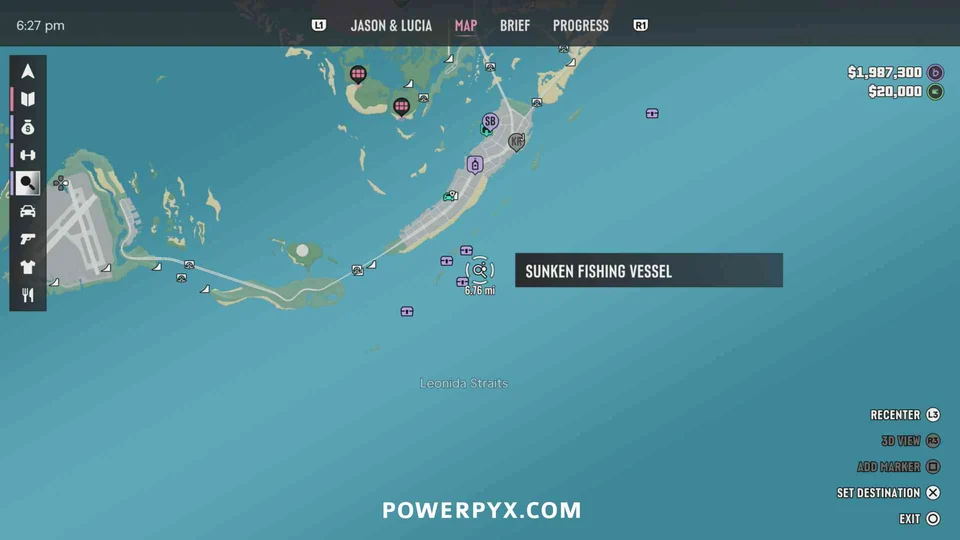 6:27 pm
L1 JASON & LUCIA MAP BRIEF PROGRESS R1
$1,987,300
$20,000
SB
KR
SUNKEN FISHING VESSEL
6.76 mi
Leonida Straits
RECENTER L3
3D VIEW R3
ADD MARKER
SET DESTINATION
EXIT
POWERPYX.COM